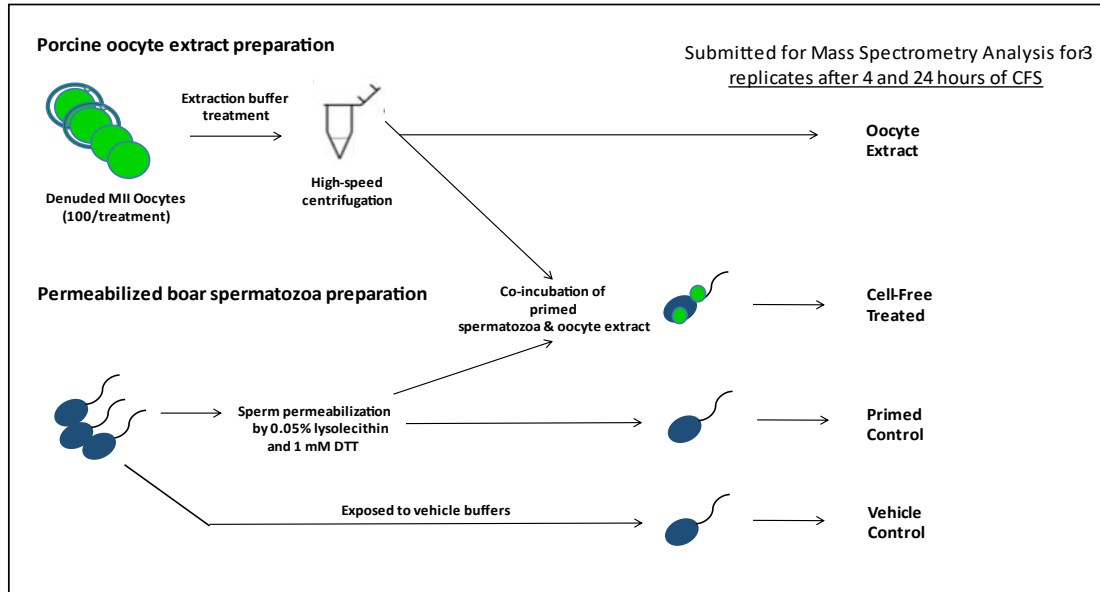 Porcine oocyte extract preparation
Submitted for Mass Spectrometry Analysis for3
replicates after 4 and 24 hours of CFS
Extraction buffer
treatment
Oocyte
Extract
Denuded MII Oocytes
(100/treatment)
High-speed
centrifugation
Permeabilized boar spermatozoa preparation
Co-incubation of
primed
spermatozoa & oocyte extract
Cell-Free
Treated
Sperm permeabilization
by 0.05% lysolecithin
and 1 mM DTT
Primed
Control
Exposed to vehicle buffers
Vehicle
Control